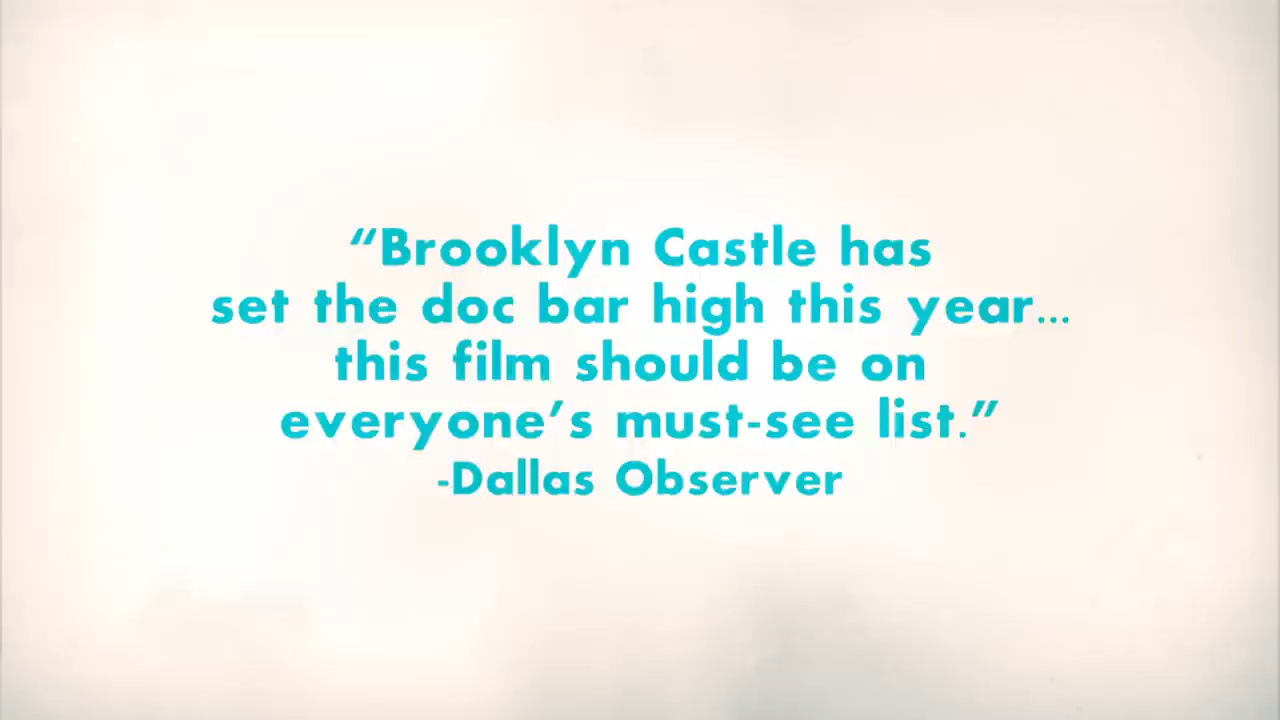 “Brooklyn Castle has
set the doc bar high this year...
this film should be on
everyone’s must-see list.”
-Dallas Observer